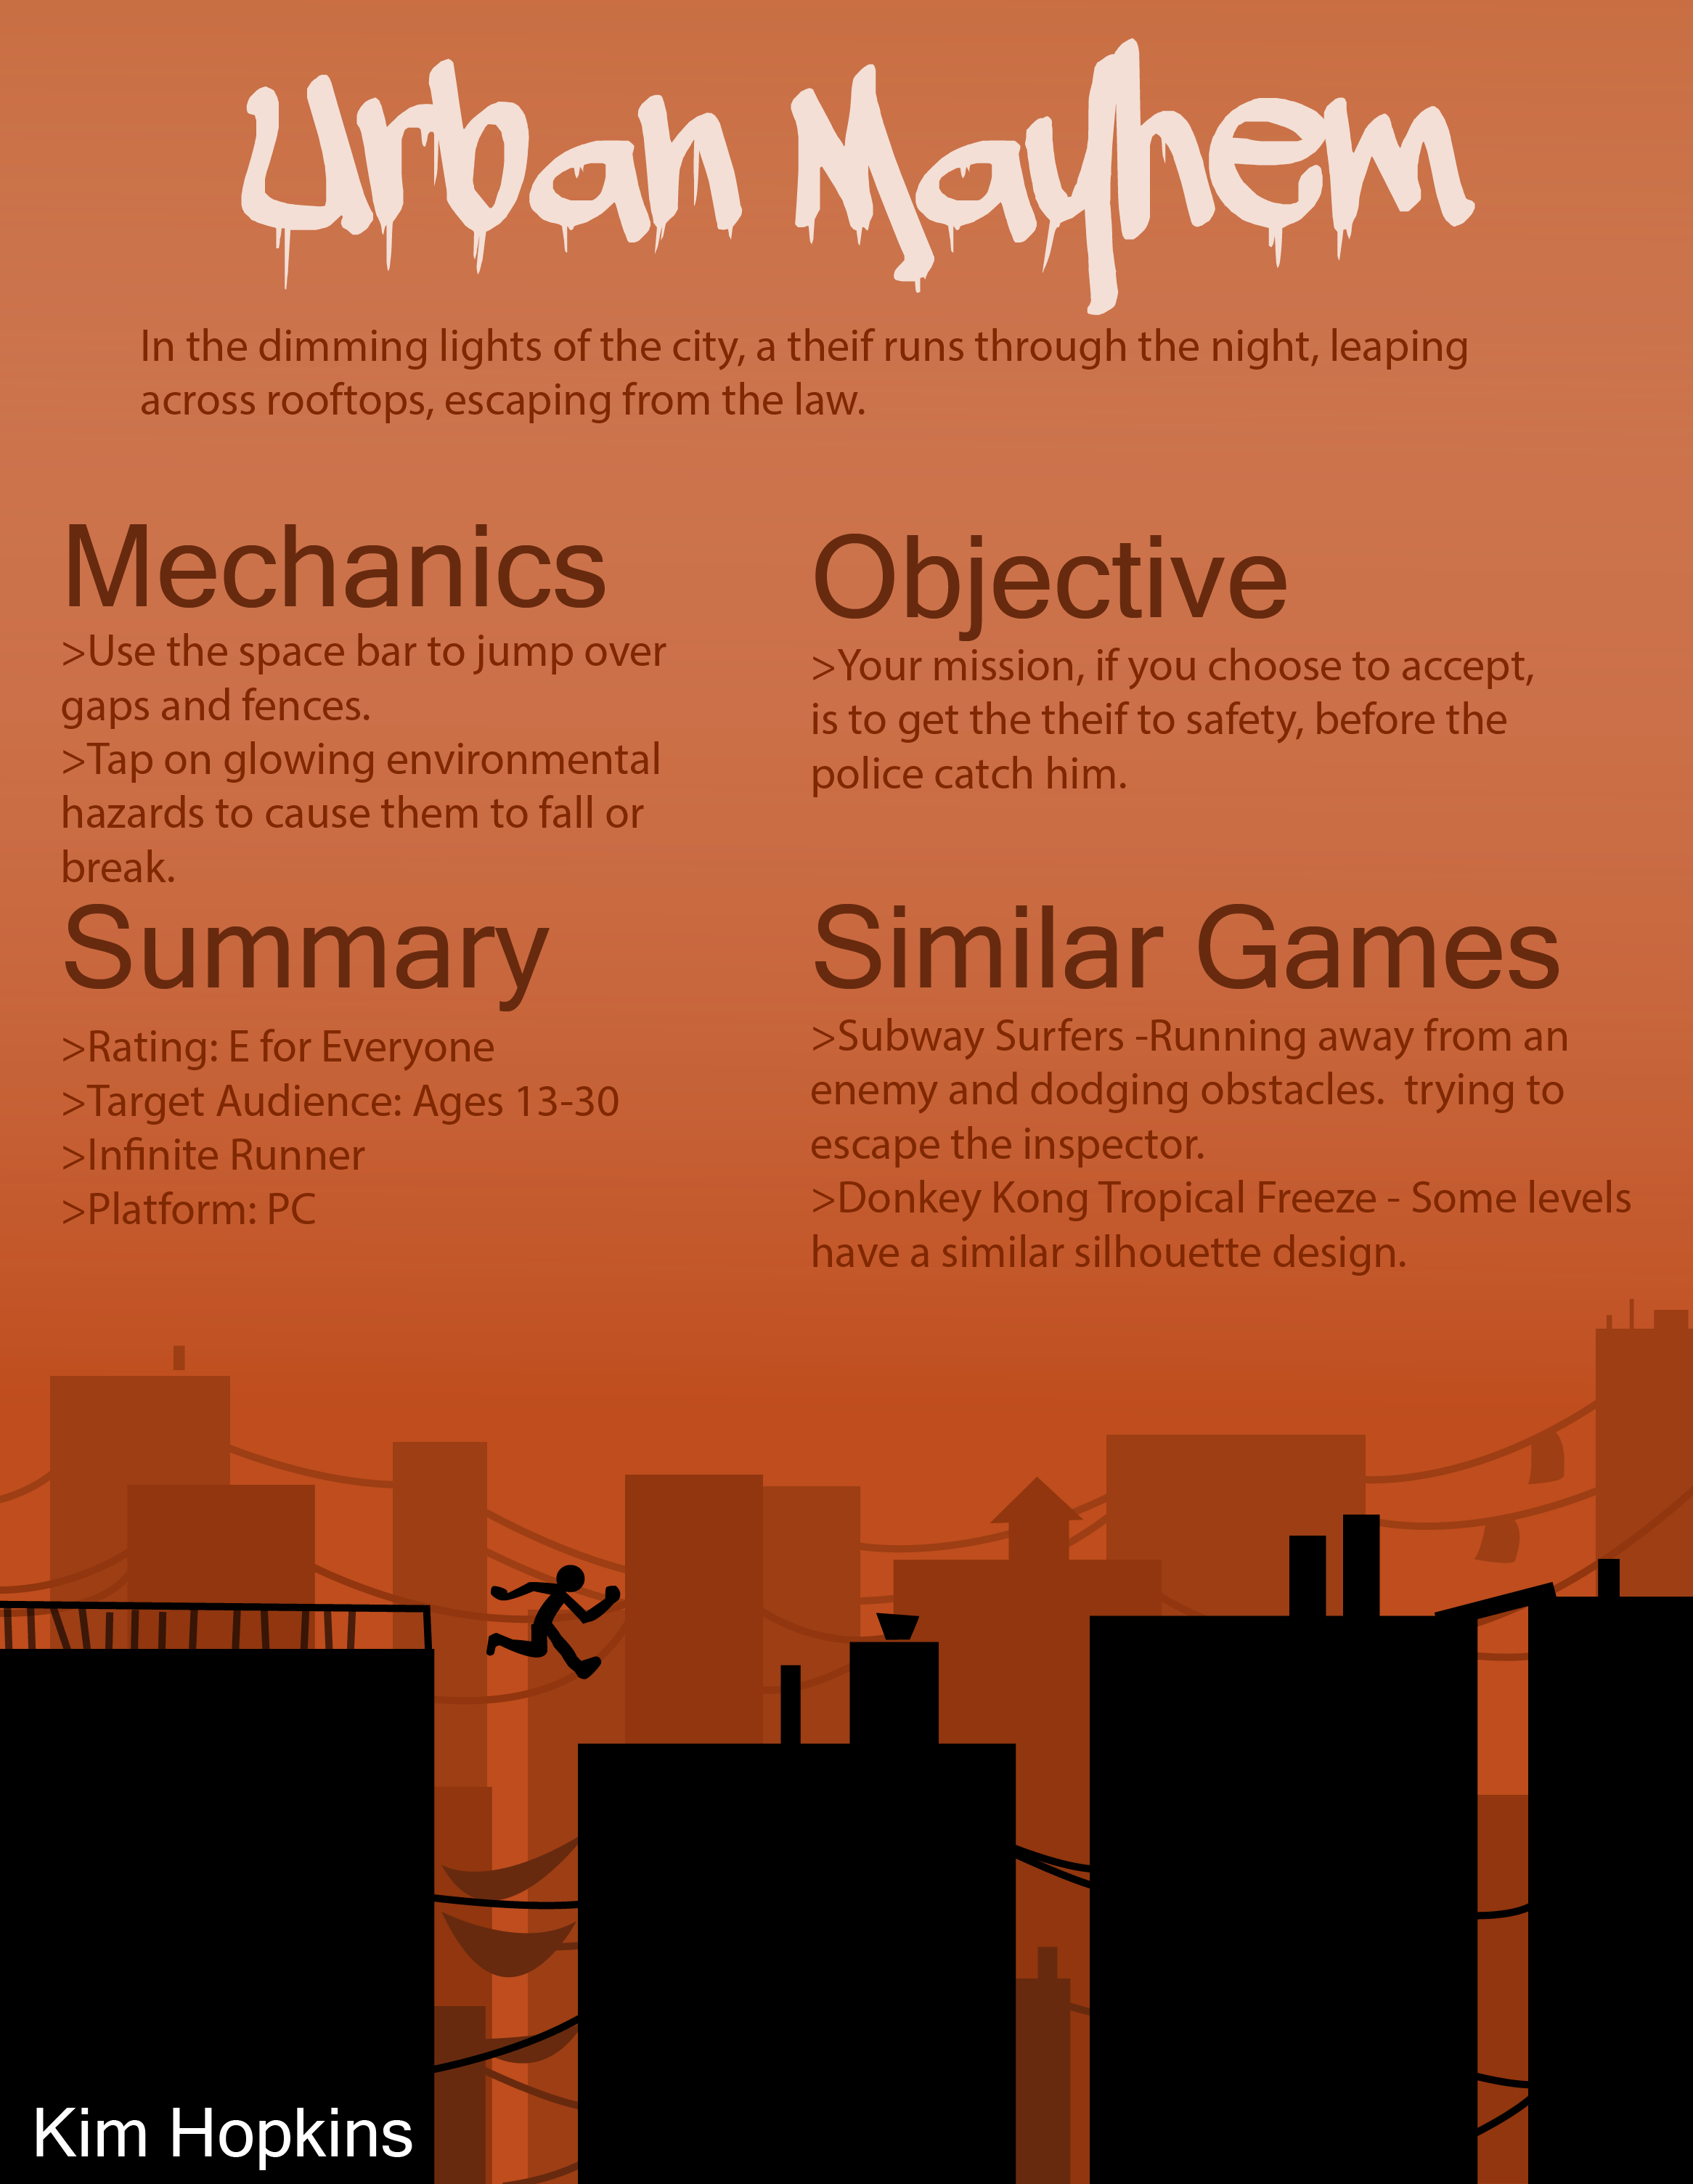 Urban Mayhem
In the dimming lights of the city, a theif runs through the night, leaping
across rooftops, escaping from the law.
Mechanics
>Use the space bar to jump over
gaps and fences.
>Tap on glowing environmental
hazards to cause them to fall or
break.
Objective
>Your mission, if you choose to accept,
is to get the theif to safety, before the
police catch him.
Summary
>Rating: E for Everyone
>Target Audience: Ages 13-30
>Infinite Runner
>Platform: PC
Similar Games
>Subway Surfers -Running away from an
enemy and dodging obstacles.  trying to
escape the inspector.
>Donkey Kong Tropical Freeze - Some levels
have a similar silhouette design.
Kim Hopkins